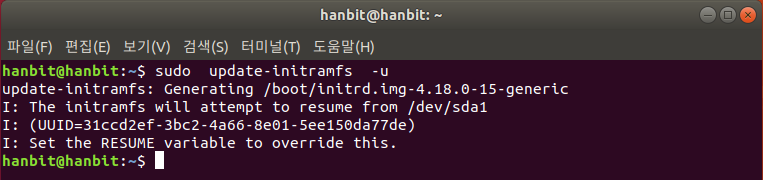 hanbit@hanbit: ~
파일(F) 편집(E) 보기(V) 검색(S) 터미널(T) 도움말(H)
hanbit@hanbit:~$ sudo  update-initramfs  -u
update-initramfs: Generating /boot/initrd.img-4.18.0-15-generic
I: The initramfs will attempt to resume from /dev/sda1
I: (UUID=31ccd2ef-3bc2-4a66-8e01-5ee150da77de)
I: Set the RESUME variable to override this.
hanbit@hanbit:~$